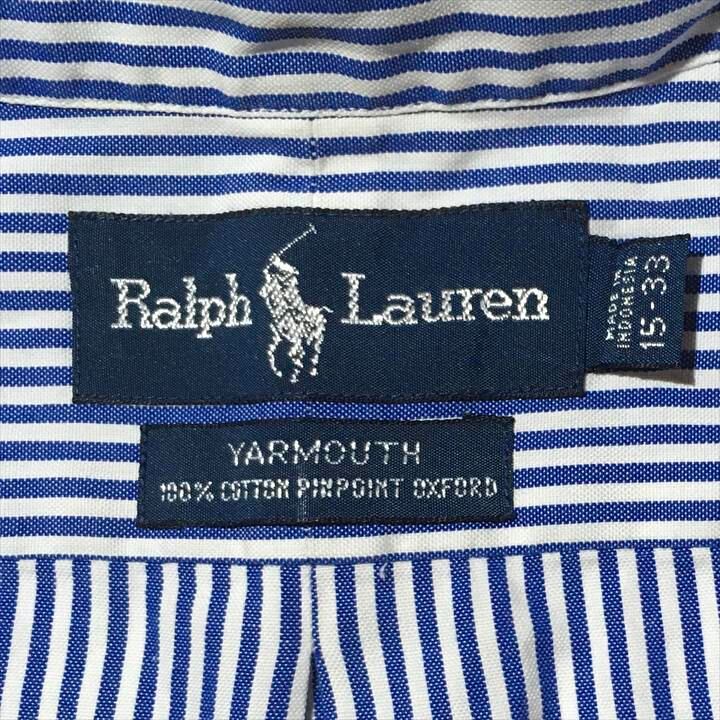 Ralph Lauren
MADE IN
INDONESIA
15-33
YARMOUTH
100% COTTON PINPOINT OXFORD